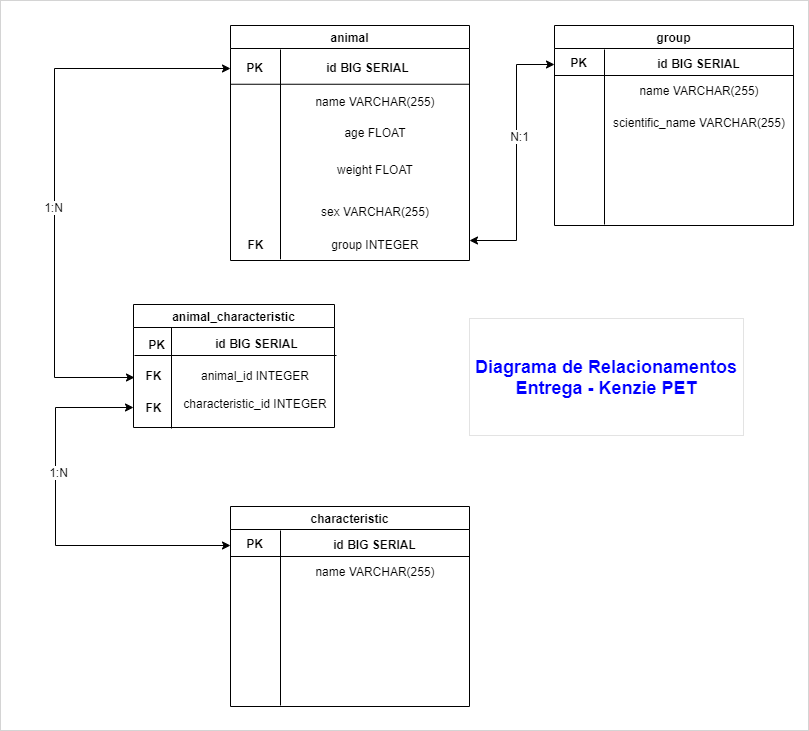 animal
PK id BIG SERIAL
name VARCHAR(255)
age FLOAT
weight FLOAT
sex VARCHAR(255)
FK group INTEGER
group
PK id BIG SERIAL
name VARCHAR(255)
scientific_name VARCHAR(255)
N:1
1:N
animal_characteristic
PK id BIG SERIAL
FK animal_id INTEGER
FK characteristic_id INTEGER
Diagrama de Relacionamentos
Entrega - Kenzie PET
1:N
characteristic
PK id BIG SERIAL
name VARCHAR(255)